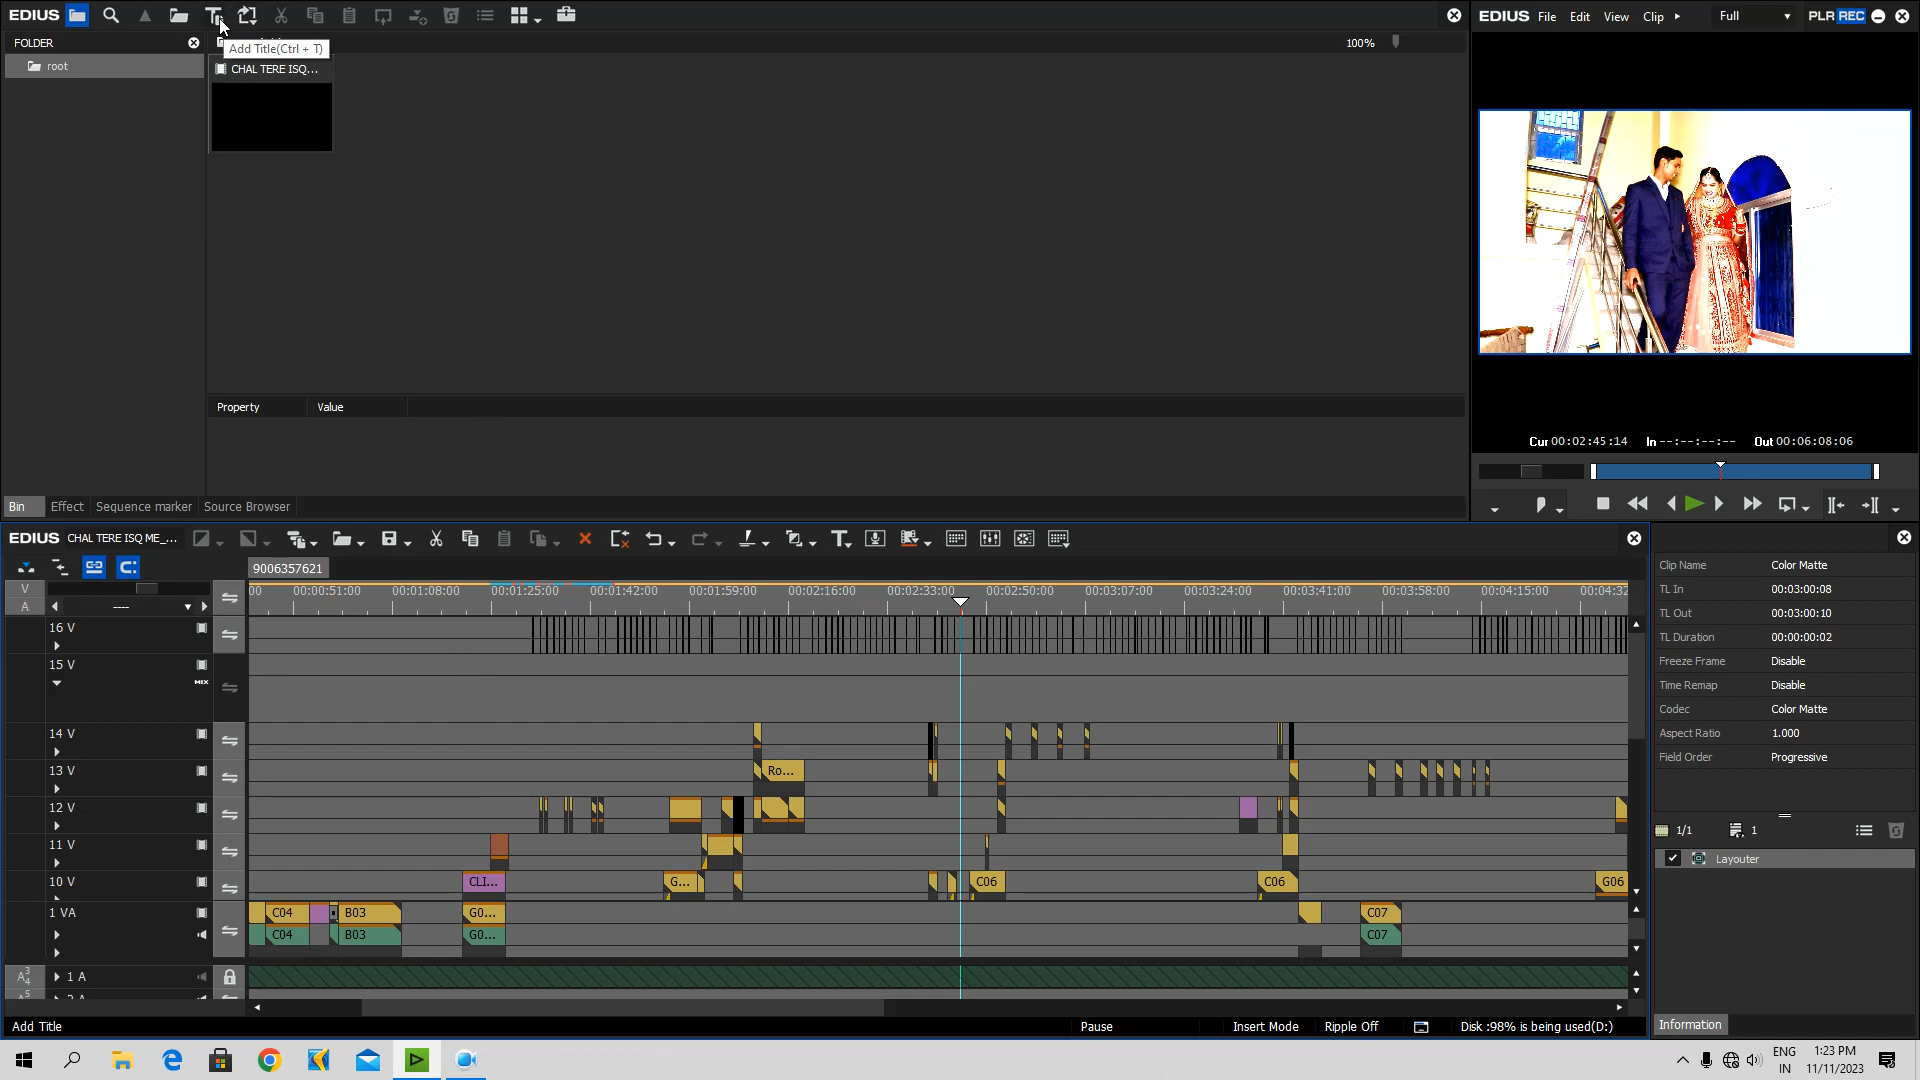 EDIUS
Add Title(Ctrl + T)
100%
EDIUS File Edit View Clip Full PLR REC
FOLDER
root
CHAL TERE ISQ...
Property Value
Cur 00:02:45:14 In --:--:--:-- Out 00:06:08:06
Bin Effect Sequence marker Source Browser
EDIUS CHAL TERE ISQ ME_...
9006357621
V
A ----
00 00:00:51:00 00:01:08:00 00:01:25:00 00:01:42:00 00:01:59:00 00:02:16:00 00:02:33:00 00:02:50:00 00:03:07:00 00:03:24:00 00:03:41:00 00:03:58:00 00:04:15:00 00:04:32
16 V
15 V
MIX
14 V
13 V Ro...
12 V
11 V
10 V CLI... G... C06 C06 G06
1 VA C04 B03 G0... C07
C04 B03 G0... C07
1 A
Clip Name Color Matte
TL In 00:03:00:08
TL Out 00:03:00:10
TL Duration 00:00:00:02
Freeze Frame Disable
Time Remap Disable
Codec Color Matte
Aspect Ratio 1.000
Field Order Progressive
1/1 1
Layouter
Information
Add Title Pause Insert Mode Ripple Off Disk :98% is being used(D:)
ENG
IN
1:23 PM
11/11/2023